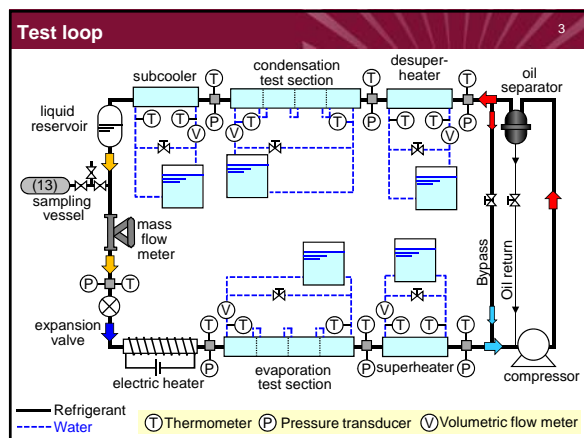 Test loop
3
subcooler
condensation
test section
desuper-
heater
oil
separator
liquid
reservoir
T
P
T
P
T
P
T
T
V
V
T
T
T
T
V
(13)
sampling
vessel
mass
flow
meter
P
T
Bypass
Oil return
expansion
valve
V
T
T
V
T
T
T
P
T
P
T
P
electric heater
evaporation
test section
superheater
compressor
Refrigerant
Water
T Thermometer P Pressure transducer V Volumetric flow meter